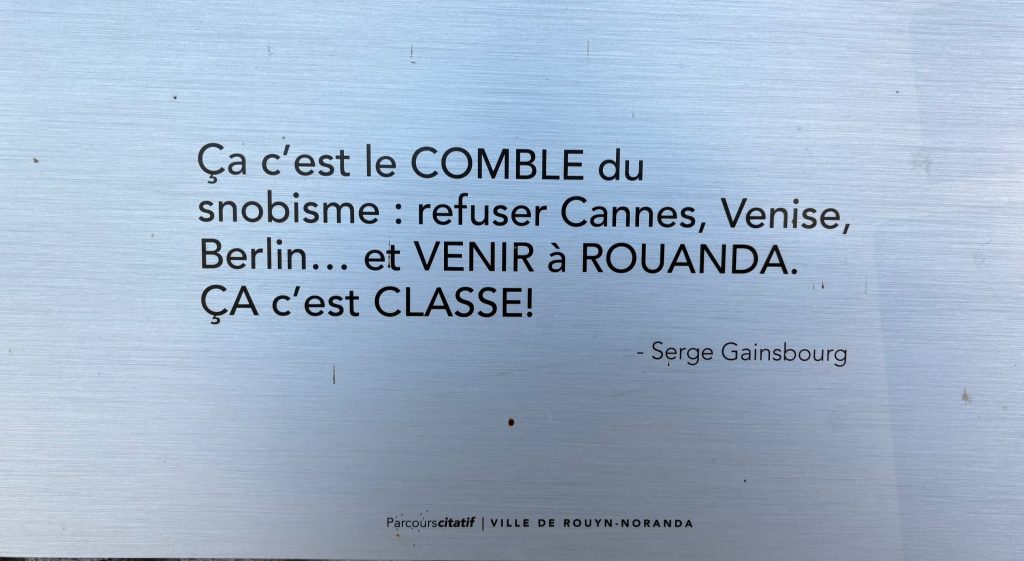 Ça c’est le COMBLE du
snobisme : refuser Cannes, Venise,
Berlin… et VENIR à ROUANDA.
ÇA c’est CLASSE!
- Serge Gainsbourg
Parcourscitatif | VILLE DE ROUYN-NORANDA